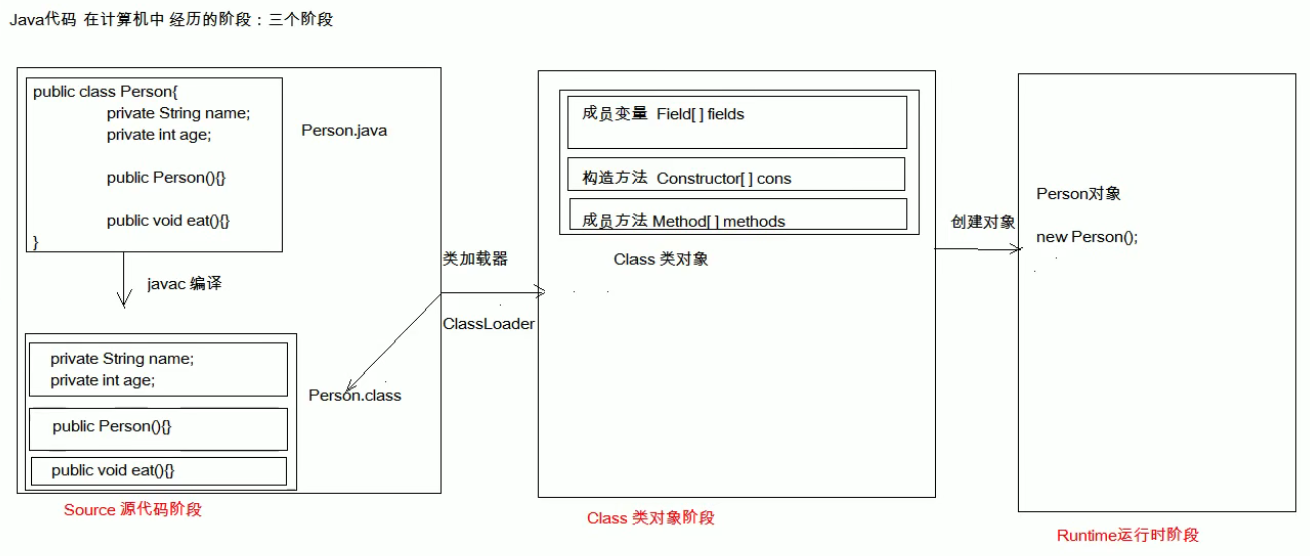 Java代码 在计算机中 经历的阶段：三个阶段
public class Person{
private String name;
private int age;
public Person(){}
public void eat(){}
}
Person.java
javac 编译
private String name;
private int age;
public Person(){}
public void eat(){}
Person.class
Source 源代码阶段
类加载器
ClassLoader
成员变量 Field[ ] fields
构造方法 Constructor[ ] cons
成员方法 Method[ ] methods
Class 类对象
Class 类对象阶段
创建对象
Person对象
new Person();
Runtime运行时阶段